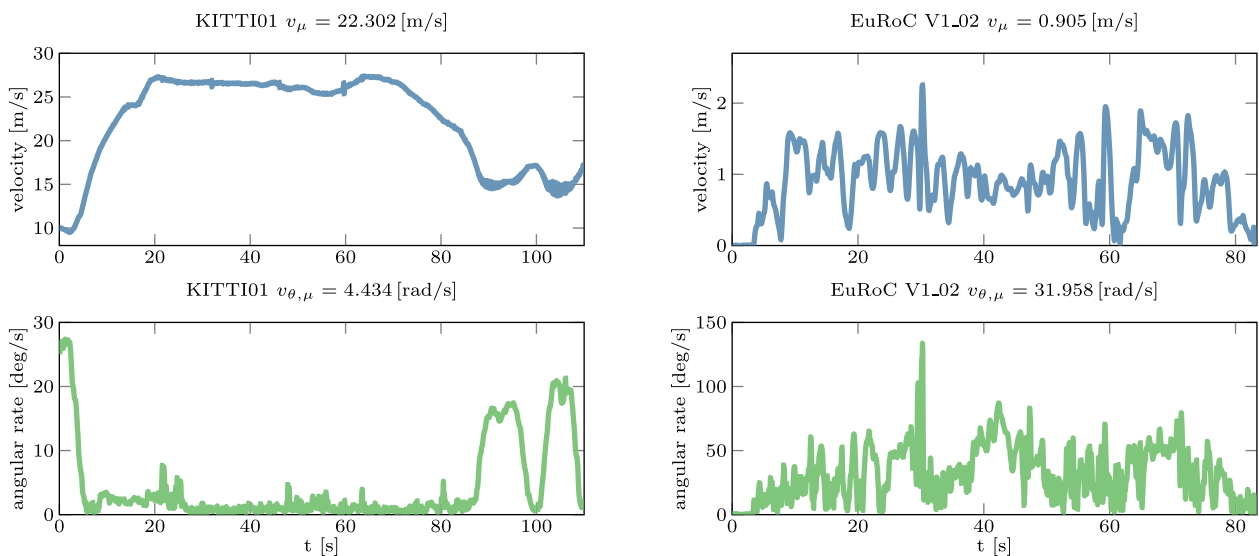 KITTI01 v_μ = 22.302 [m/s]
30
25
20
15
10
velocity [m/s]
0 20 40 60 80 100
EuRoC V1_02 v_μ = 0.905 [m/s]
2
1
0
velocity [m/s]
0 20 40 60 80
KITTI01 v_θ,μ = 4.434 [rad/s]
30
20
10
0
angular rate [deg/s]
0 20 40 60 80 100
t [s]
EuRoC V1_02 v_θ,μ = 31.958 [rad/s]
150
100
50
0
angular rate [deg/s]
0 20 40 60 80
t [s]